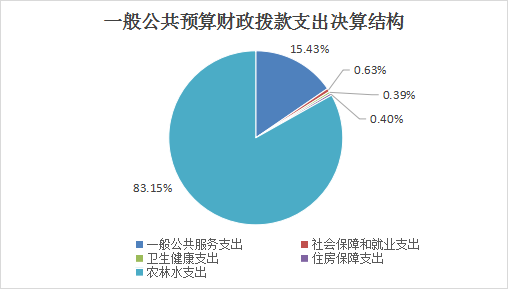 一般公共预算财政拨款支出决算结构
15.43%
0.63%
0.39%
0.40%
83.15%
一般公共服务支出 社会保障和就业支出
卫生健康支出 住房保障支出
农林水支出